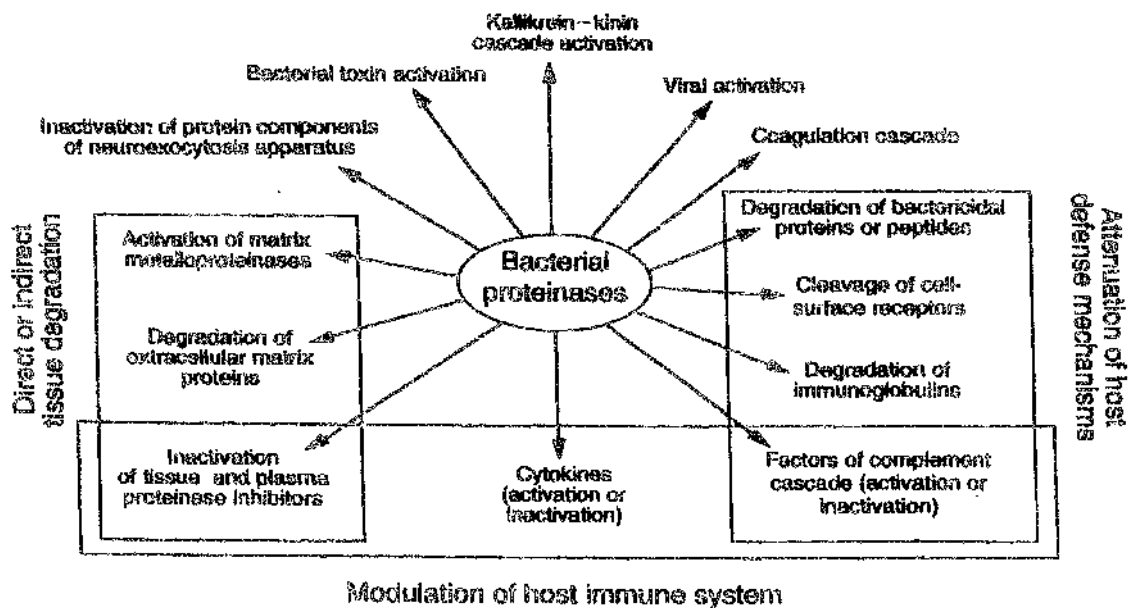 Kallikrein–kinin
cascade activation
Bacterial toxin activation
Viral activation
Inactivation of protein components
of neuroexocytosis apparatus
Coagulation cascade
Direct or indirect
tissue degradation
Activation of matrix
metalloproteinases
Degradation of
extracellular matrix
proteins
Inactivation
of tissue and plasma
proteinese inhibitors
Bacterial
proteinases
Cytokines
(activation or
inactivation)
Degradation of bactericidal
proteins or peptides
Cleavage of cell-
surface receptors
Degradation of
immunoglobulins
Factors of complement
cascade (activation or
inactivation)
Attenuation of host
defense mechanisms
Modulation of host immune system